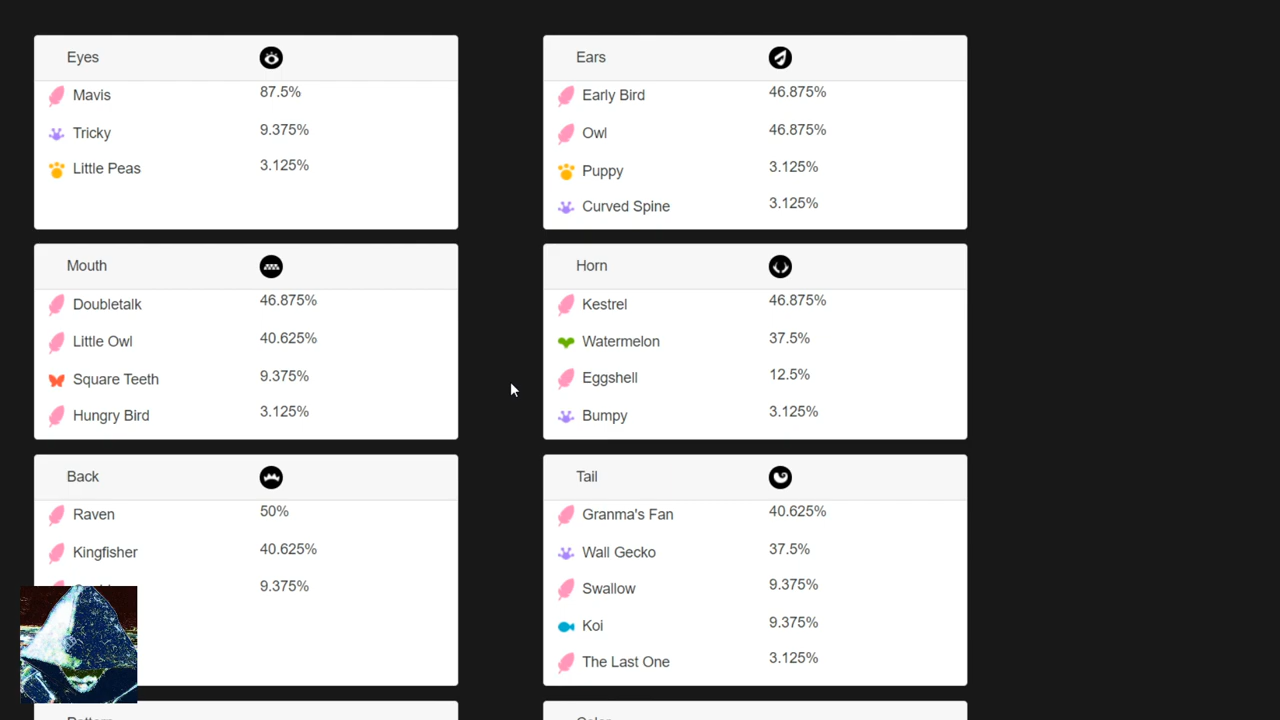 Eyes
Mavis 87.5%
Tricky 9.375%
Little Peas 3.125%
Ears
Early Bird 46.875%
Owl 46.875%
Puppy 3.125%
Curved Spine 3.125%
Mouth
Doubletalk 46.875%
Little Owl 40.625%
Square Teeth 9.375%
Hungry Bird 3.125%
Horn
Kestrel 46.875%
Watermelon 37.5%
Eggshell 12.5%
Bumpy 3.125%
Back
Raven 50%
Kingfisher 40.625%
9.375%
Tail
Granma's Fan 40.625%
Wall Gecko 37.5%
Swallow 9.375%
Koi 9.375%
The Last One 3.125%